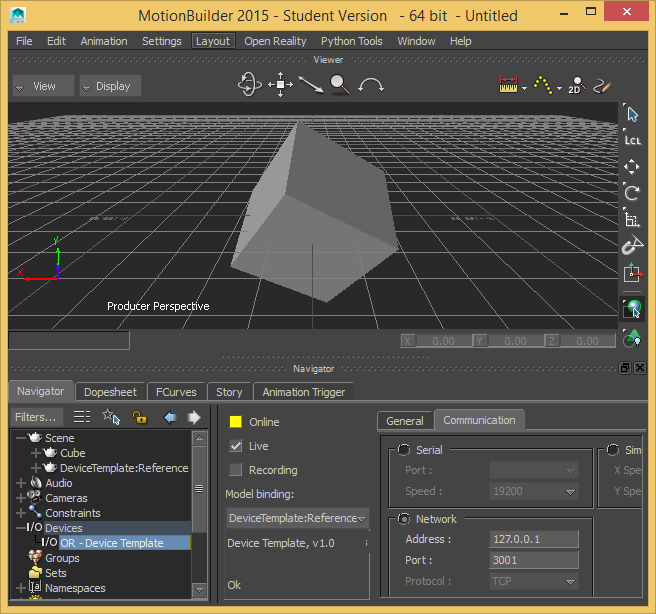 MotionBuilder 2015 - Student Version - 64 bit - Untitled
File Edit Animation Settings Layout Open Reality Python Tools Window Help
Viewer
View Display
2D
LCL
Y
X
Producer Perspective
X 0.00 Y 0.00 Z 0.00
Navigator
Navigator Dopesheet FCurves Story Animation Trigger
Filters...
Scene
Cube
DeviceTemplate:Reference
Audio
Cameras
Constraints
I/O Devices
I/O OR - Device Template
Groups
Sets
Namespaces
Online
Live
Recording
Model binding:
DeviceTemplate:Reference
Device Template, v1.0
Ok
General Communication
Serial
Port :
Speed : 19200
Sim
X Spe
Y Spe
Network
Address : 127.0.0.1
Port : 3001
Protocol : TCP